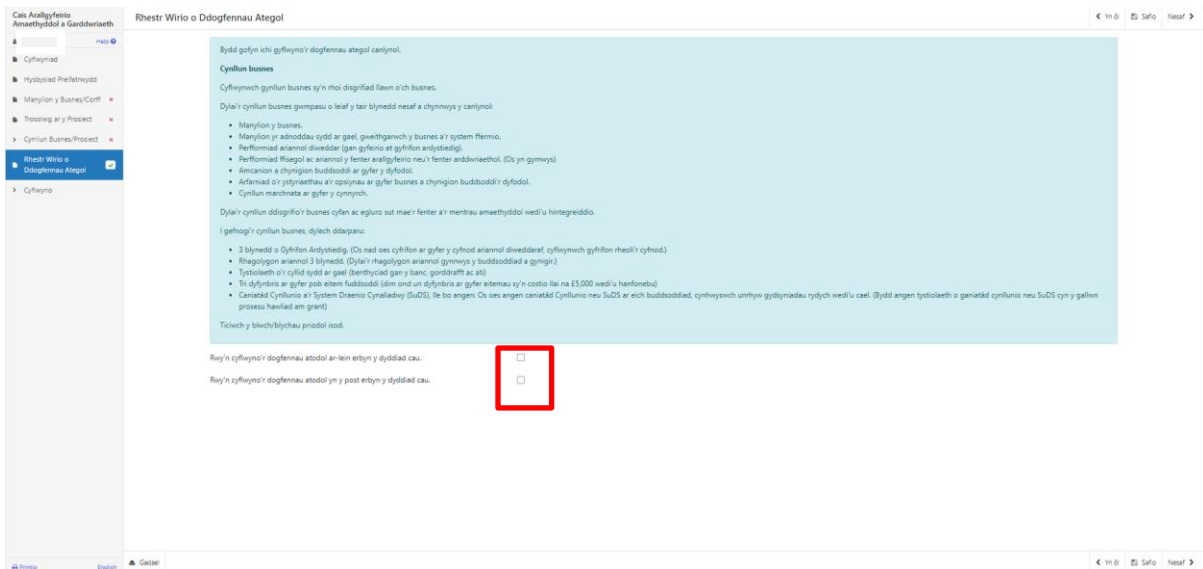 Cais Arallgyfeirio
Amaethyddol a Garddwriaeth
Help
Cyflwyniad
Hysbysiad Preifatrwydd
Manylion y Busnes/Corff
Trosolwg ar y Prosiect
Cynllun Busnes/Prosiect
Rhestr Wirio o
Ddogfennau Ategol
Cyflwyno
Printio
English
Rhestr Wirio o Ddogfennau Ategol
Yn ôl
Safio
Nesaf
Bydd gofyn ichi gyflwyno'r dogfennau ategol canlynol.
Cynllun busnes
Cyflwynwch gynllun busnes sy'n rhoi disgrifiad llawn o'ch busnes.
Dylai'r cynllun busnes gwmpasu o leiaf y tair blynedd nesaf a chynnwys y canlynol:
• Manylion y busnes.
• Manylion yr adnoddau sydd ar gael, gweithgarwch y busnes a'r system ffermio.
• Perfformiad ariannol diweddar (gan gyfeirio at gyfrifon ardystiedig).
• Perfformiad ffisegol ac ariannol y fenter arallgyfeirio neu'r fenter arddwriaethol. (Os yn gymwys)
• Amcanion a chynigion buddsoddi ar gyfer y dyfodol.
• Arfarniad o'r ystyriaethau a'r opsiynau ar gyfer busnes a chynigion buddsoddi'r dyfodol.
• Cynllun marchnata ar gyfer y cynnyrch.
Dylai'r cynllun ddisgrifio'r busnes cyfan ac egluro sut mae'r fenter a'r mentrau amaethyddol wedi'u hintegreiddio.
I gefnogi'r cynllun busnes, dylech ddarparu:
• 3 blynedd o Gyfrifon Ardystiedig. (Os nad oes cyfrifon ar gyfer y cyfnod ariannol diweddaraf, cyflwynwch gyfrifon rheoli'r cyfnod.)
• Rhagolygon ariannol 3 blynedd. (Dylai'r rhagolygon ariannol gynnwys y buddsoddiad a gynigir.)
• Tystiolaeth o'r cyllid sydd ar gael (benthyciad gan y banc, gorddrafft ac ati)
• Tri dyfynbris ar gyfer pob eitem fuddsoddi (dim ond un dyfynbris ar gyfer eitemau sy'n costio llai na £5,000 wedi'u hanfonebu)
• Caniatâd Cynllunio a'r System Draenio Cynaliadwy (SuDS), lle bo angen: Os oes angen caniatâd Cynllunio neu SuDS ar eich buddsoddiad, cynhwyswch unrhyw gydsyniadau rydych wedi'u cael. (Bydd angen tystiolaeth o ganiatâd cynllunio neu SuDS cyn y gallwn
prosesu hawliad am grant)
Ticiwch y blwch/blychau priodol isod.
Rwy'n cyflwyno'r dogfennau atodol ar-lein erbyn y dyddiad cau.
Rwy'n cyflwyno'r dogfennau atodol yn y post erbyn y dyddiad cau.
Gadael
Yn ôl
Safio
Nesaf